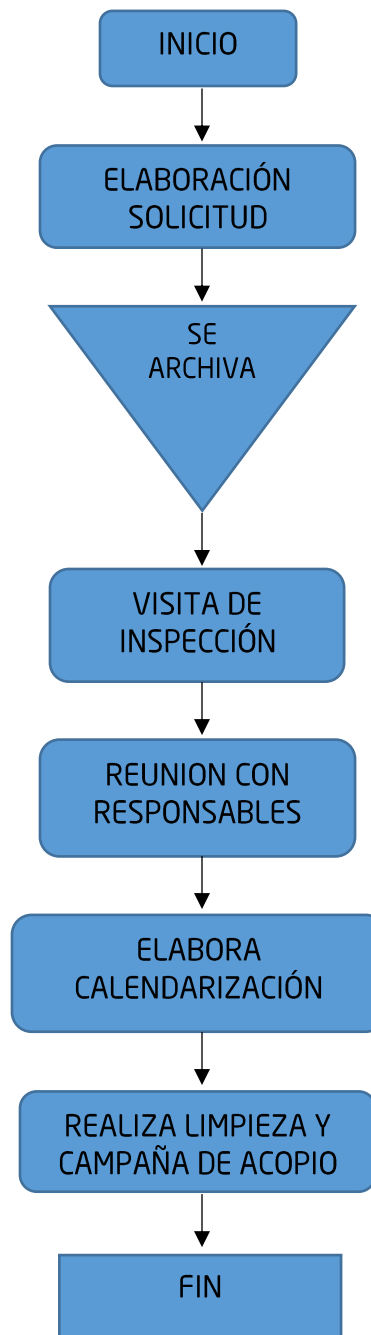 INICIO
ELABORACIÓN
SOLICITUD
SE
ARCHIVA
VISITA DE
INSPECCIÓN
REUNION CON
RESPONSABLES
ELABORA
CALENDARIZACIÓN
REALIZA LIMPIEZA Y
CAMPAÑA DE ACOPIO
FIN